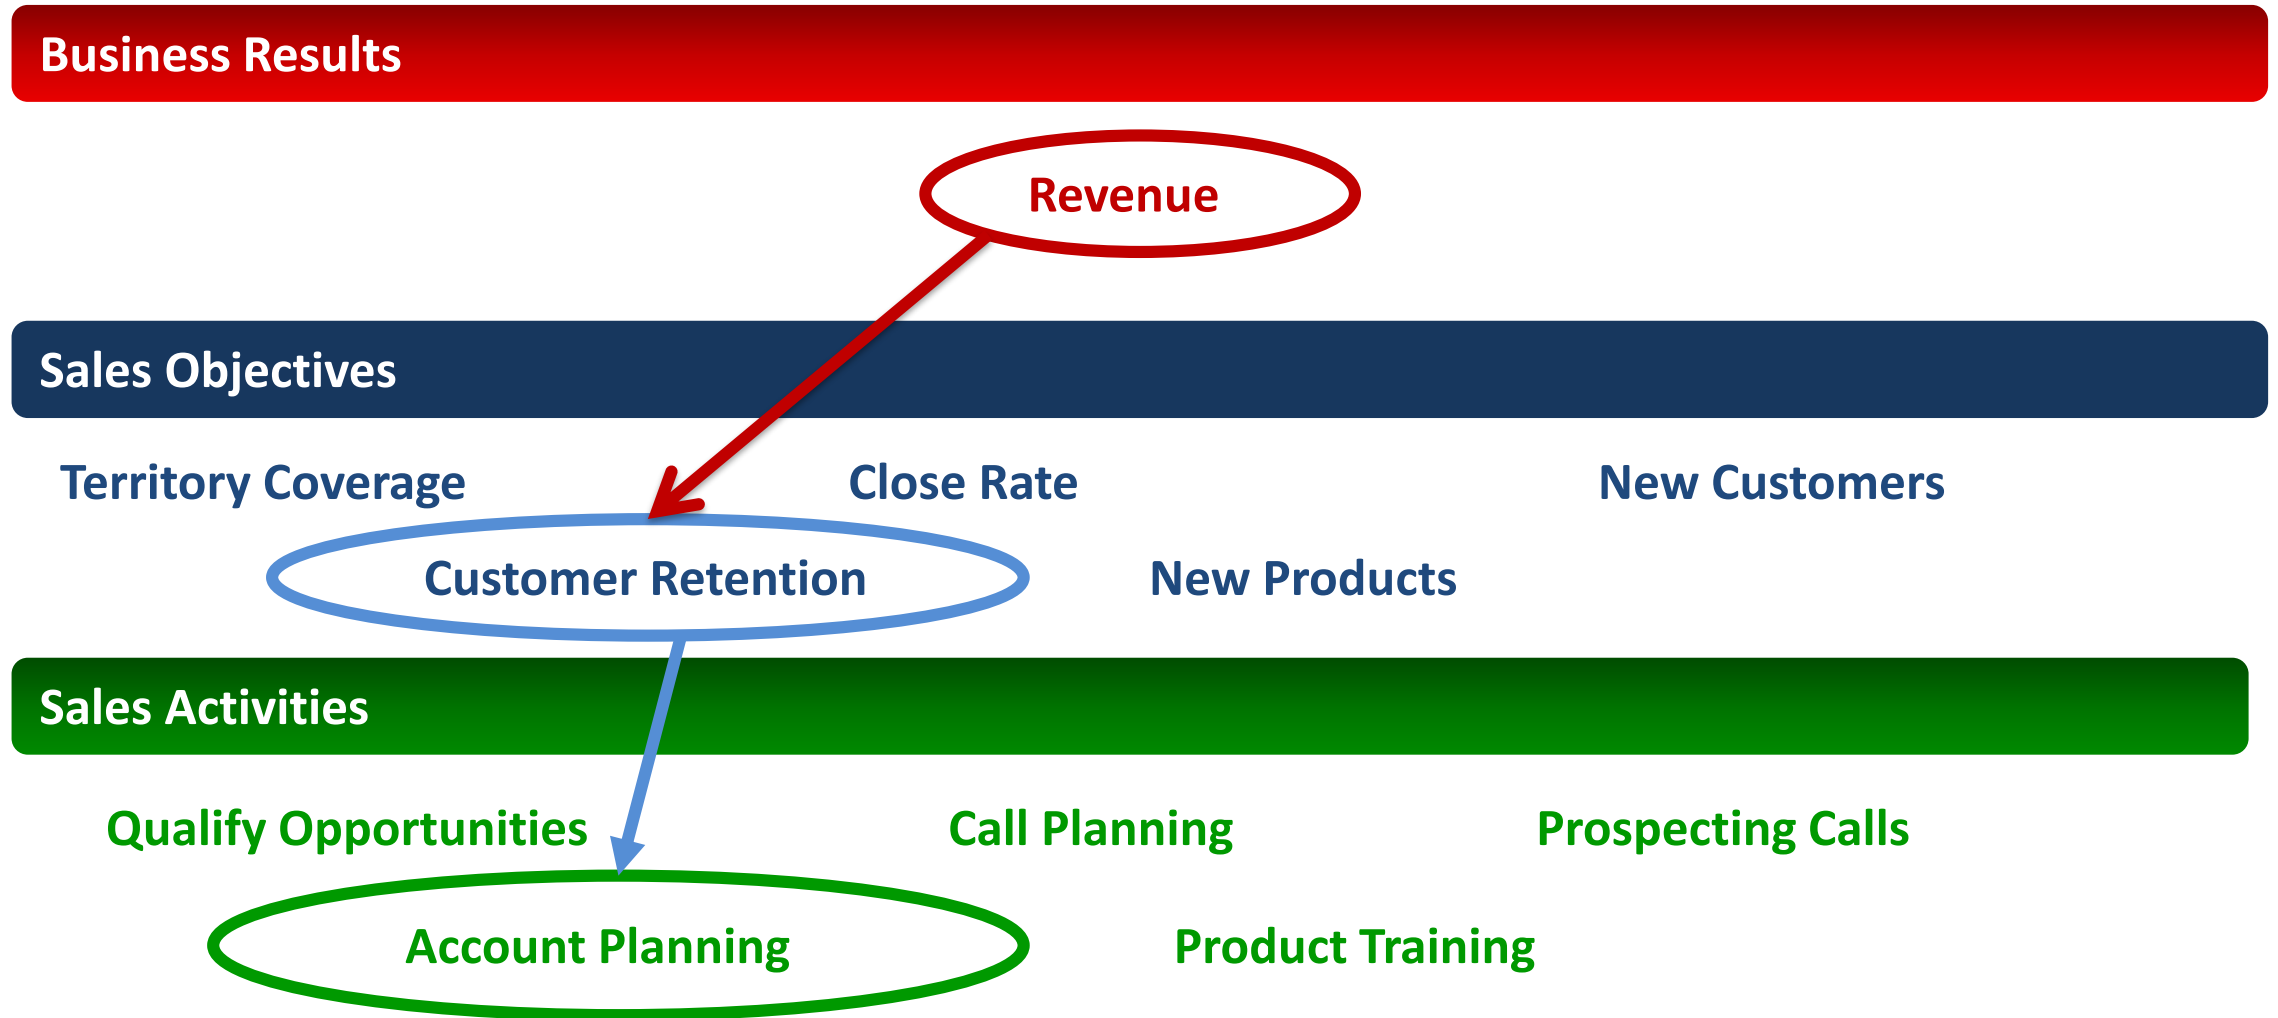 Business Results
Revenue
Sales Objectives
Territory Coverage
Close Rate
New Customers
Customer Retention
New Products
Sales Activities
Qualify Opportunities
Call Planning
Prospecting Calls
Account Planning
Product Training